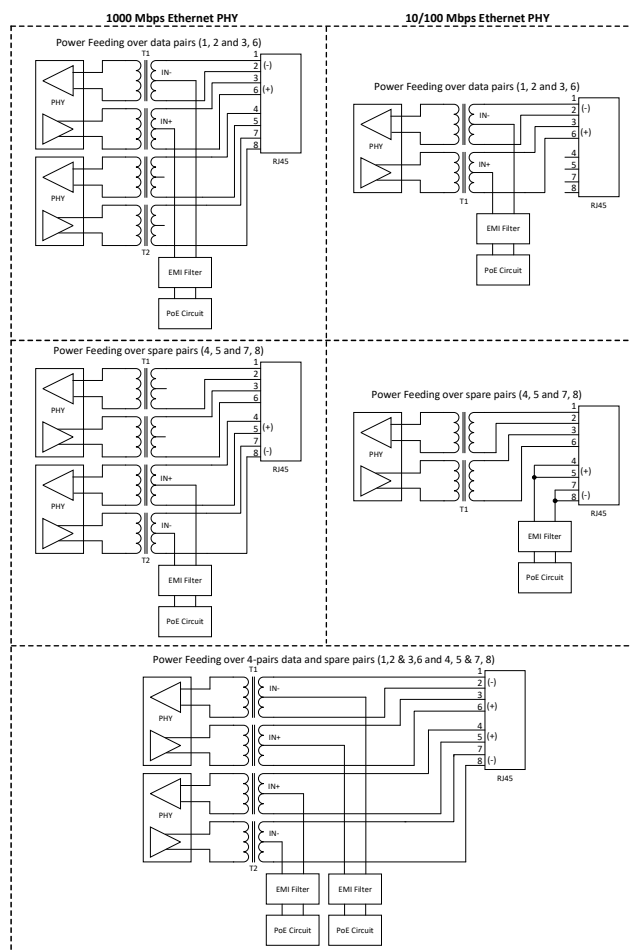 1000 Mbps Ethernet PHY
10/100 Mbps Ethernet PHY
Power Feeding over data pairs (1, 2 and 3, 6)
T1
PHY
IN-
IN+
1
2 (-)
3
6 (+)
4
5
7
8
RJ45
T2
EMI Filter
PoE Circuit
Power Feeding over data pairs (1, 2 and 3, 6)
PHY
IN-
IN+
T1
1
2 (-)
3
6 (+)
4
5
7
8
RJ45
EMI Filter
PoE Circuit
Power Feeding over spare pairs (4, 5 and 7, 8)
T1
PHY
1
2
3
6
4
5 (+)
7
8 (-)
RJ45
PHY
IN+
IN-
T2
EMI Filter
PoE Circuit
Power Feeding over spare pairs (4, 5 and 7, 8)
PHY
T1
1
2
3
6
4
5 (+)
7
8 (-)
RJ45
EMI Filter
PoE Circuit
Power Feeding over 4-pairs data and spare pairs (1,2 & 3,6 and 4, 5 & 7, 8)
T1
PHY
IN-
IN+
1
2 (-)
3
6 (+)
4
5 (+)
7
8 (-)
RJ45
PHY
IN+
IN-
T2
EMI Filter
EMI Filter
PoE Circuit
PoE Circuit